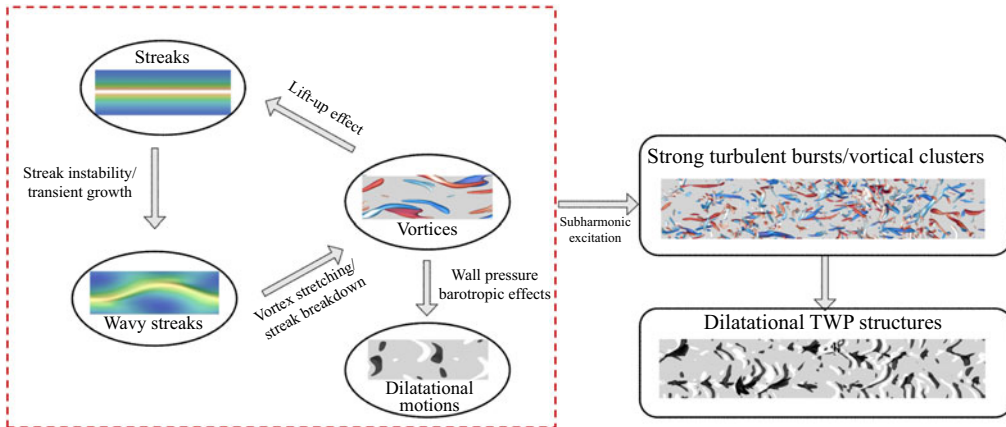 Streaks
Lift-up effect
Streak instability/
transient growth
Vortices
Wavy streaks
Vortex stretching/
streak breakdown
Wall pressure
barotropic effects
Dilatational
motions
Subharmonic
excitation
Strong turbulent bursts/vortical clusters
Dilatational TWP structures